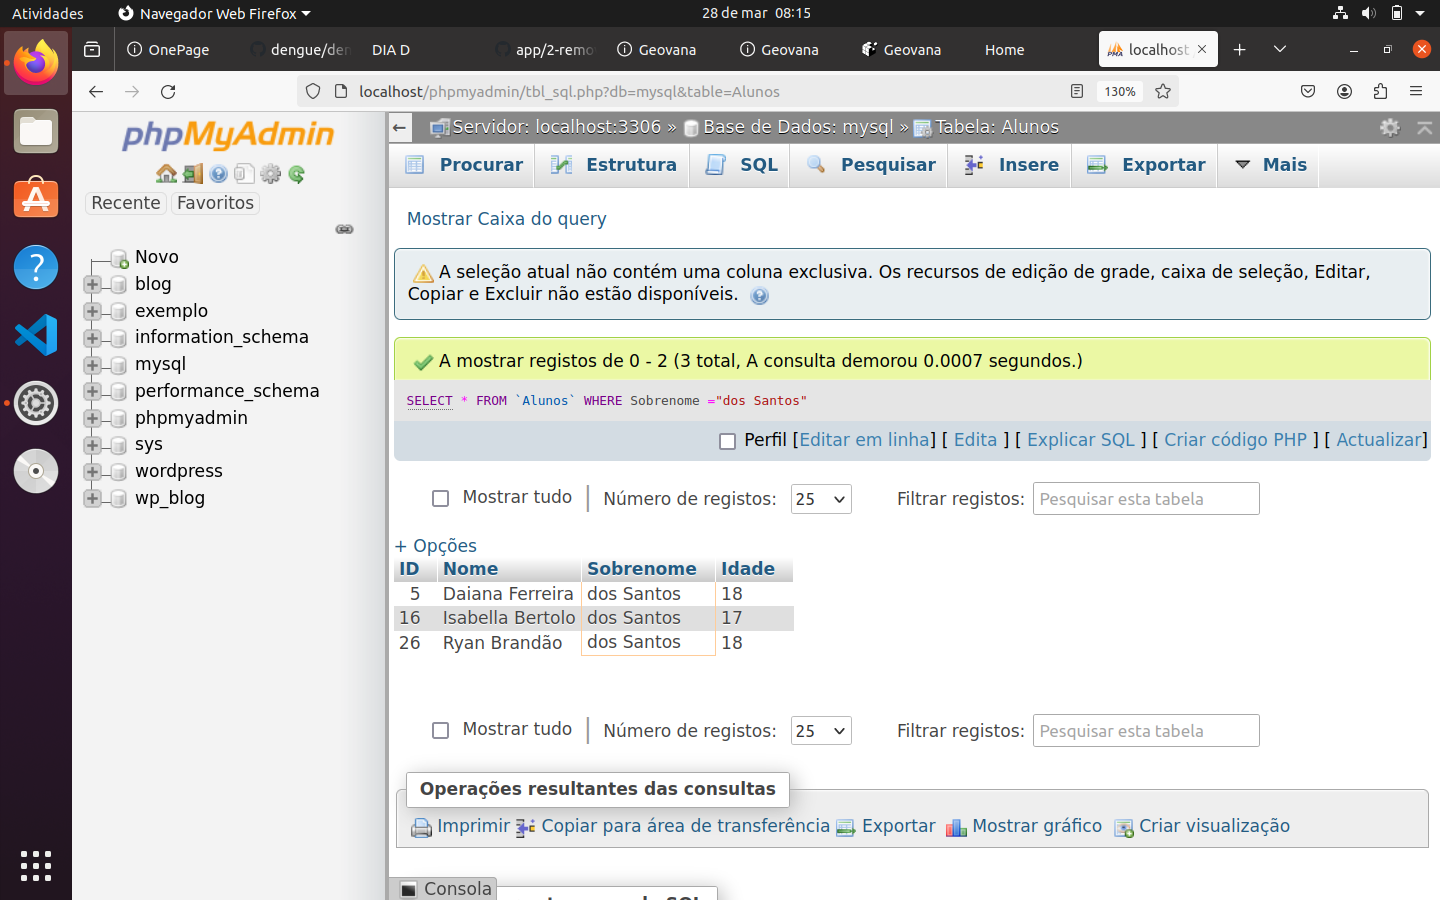 Atividades
Navegador Web Firefox
28 de mar 08:15
OnePage
dengue/den
DIA D
app/2-remo
Geovana
Geovana
Geovana
Home
localhost
localhost/phpmyadmin/tbl_sql.php?db=mysql&table=Alunos
130%
phpMyAdmin
Recente
Favoritos
Novo
blog
exemplo
information_schema
mysql
performance_schema
phpmyadmin
sys
wordpress
wp_blog
Servidor: localhost:3306 » Base de Dados: mysql » Tabela: Alunos
Procurar Estrutura SQL Pesquisar Insere Exportar Mais
Mostrar Caixa do query
A seleção atual não contém uma coluna exclusiva. Os recursos de edição de grade, caixa de seleção, Editar,
Copiar e Excluir não estão disponíveis.
A mostrar registos de 0 - 2 (3 total, A consulta demorou 0.0007 segundos.)
SELECT * FROM `Alunos` WHERE Sobrenome ="dos Santos"
Perfil [Editar em linha] [ Edita ] [ Explicar SQL ] [ Criar código PHP ] [ Actualizar]
Mostrar tudo Número de registos: 25 Filtrar registos: Pesquisar esta tabela
+ Opções
ID Nome Sobrenome Idade
5 Daiana Ferreira dos Santos 18
16 Isabella Bertolo dos Santos 17
26 Ryan Brandão dos Santos 18
Mostrar tudo Número de registos: 25 Filtrar registos: Pesquisar esta tabela
Operações resultantes das consultas
Imprimir Copiar para área de transferência Exportar Mostrar gráfico Criar visualização
Consola